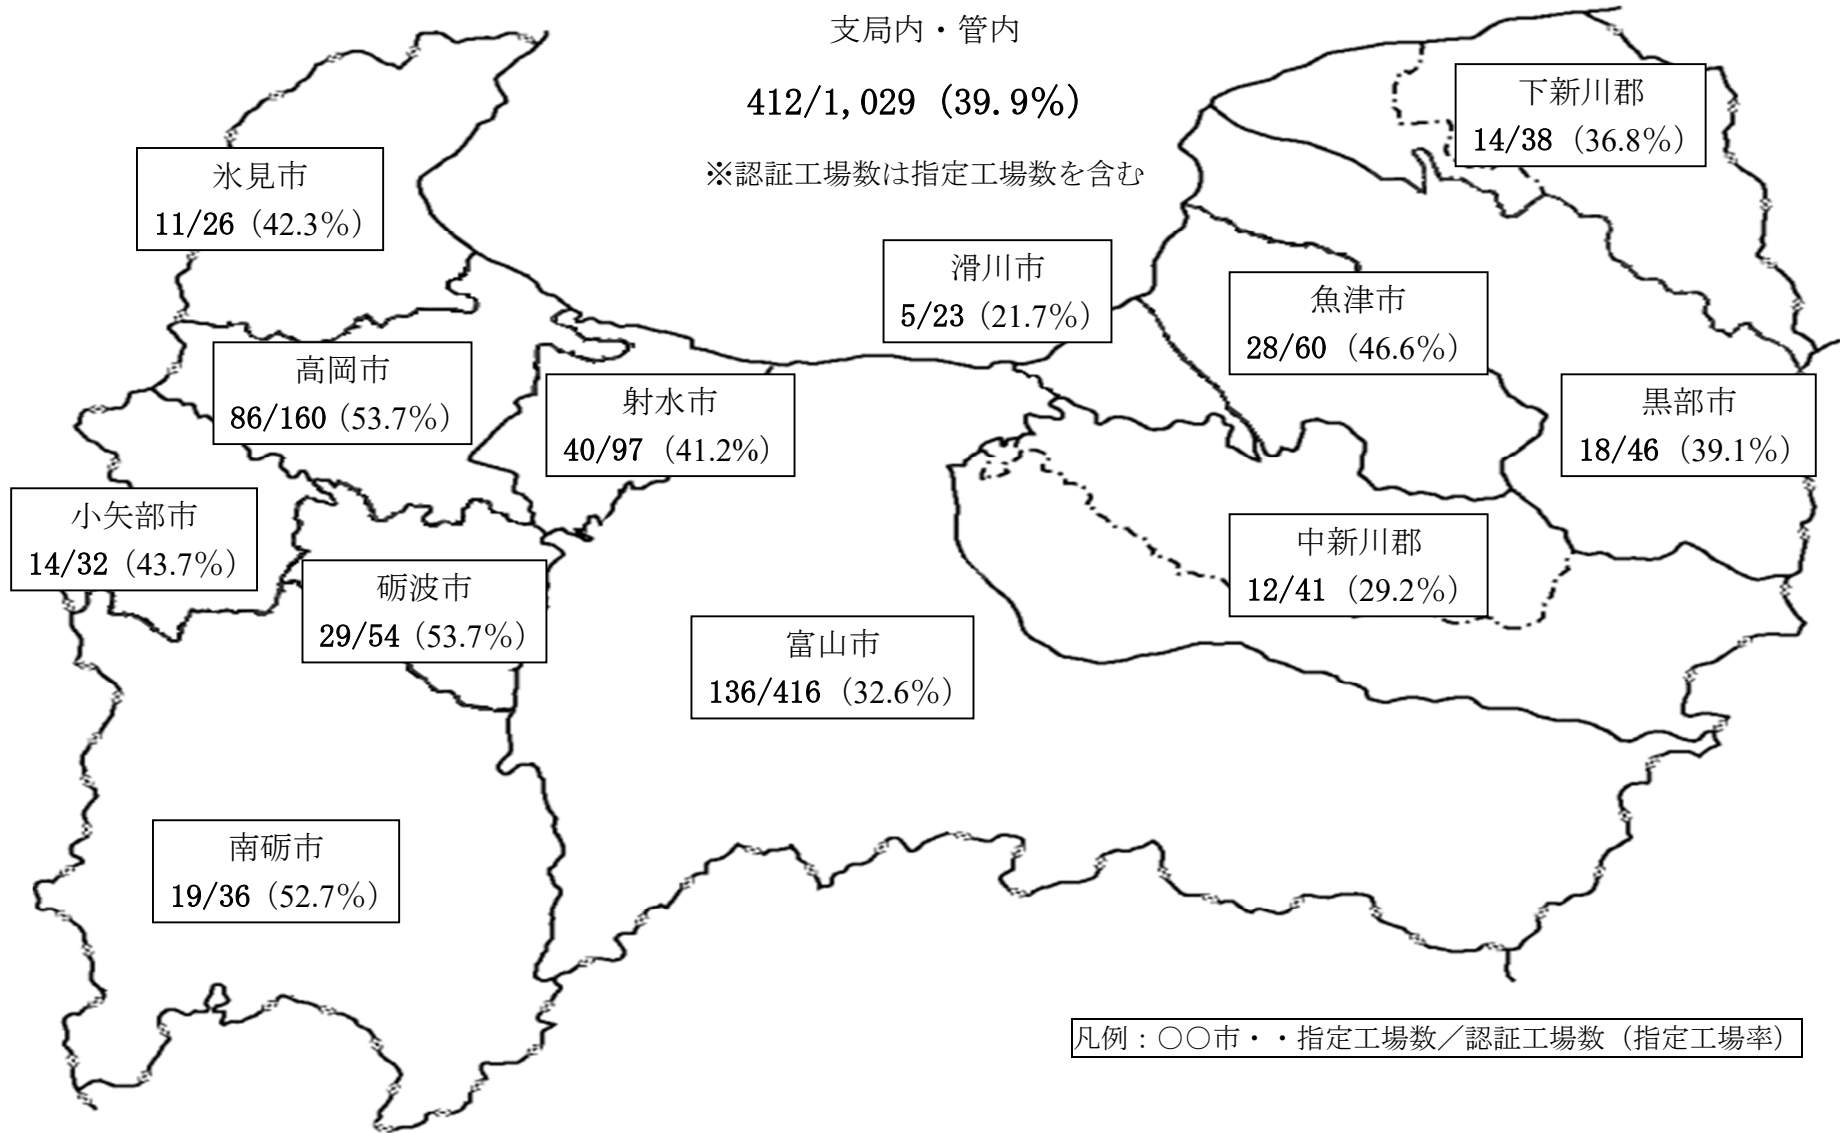 支局内・管内
412/1,029 (39.9%)
※認証工場数は指定工場数を含む
下新川郡
14/38 (36.8%)
氷見市
11/26 (42.3%)
滑川市
5/23 (21.7%)
魚津市
28/60 (46.6%)
高岡市
86/160 (53.7%)
射水市
40/97 (41.2%)
黒部市
18/46 (39.1%)
小矢部市
14/32 (43.7%)
中新川郡
12/41 (29.2%)
砺波市
29/54 (53.7%)
富山市
136/416 (32.6%)
南砺市
19/36 (52.7%)
凡例：○○市・・指定工場数／認証工場数（指定工場率）